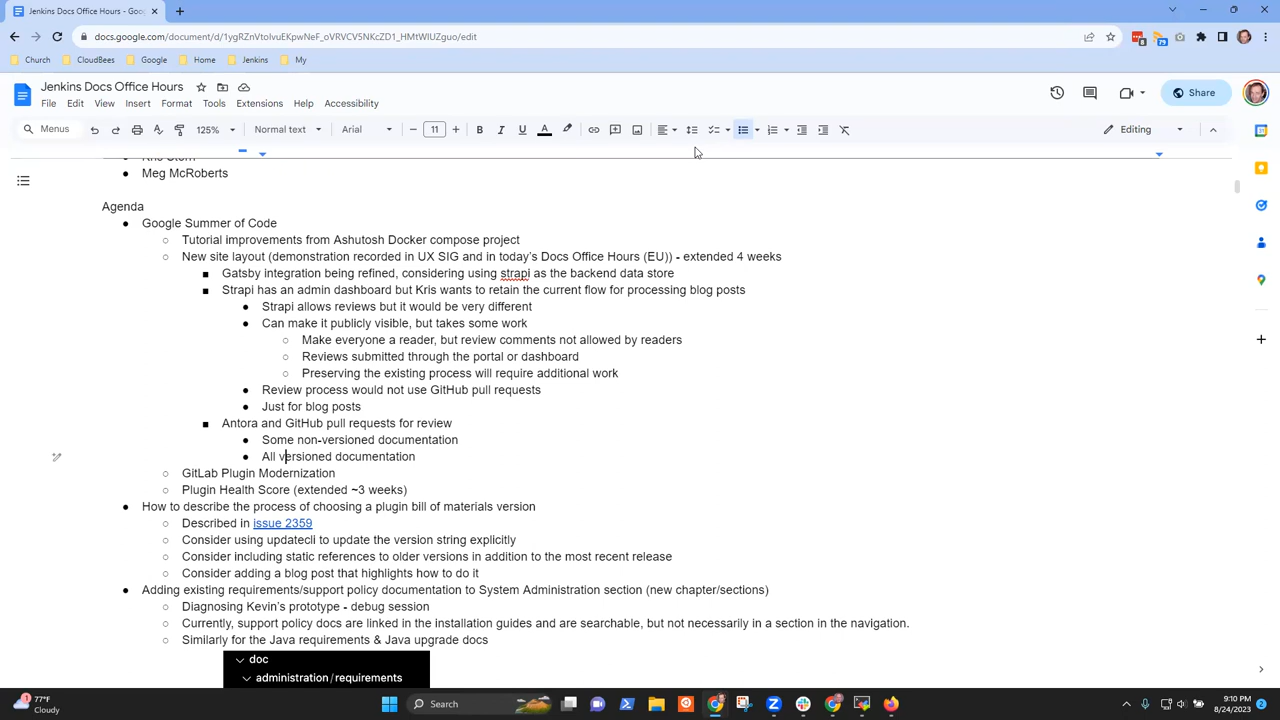 Jenkins Docs Office Hours - Goog
docs.google.com/document/d/1ygRZnVtoIvuEKpwNeF_oVRVCV5NKcZD1_HMtWIUZguo/edit
Church
CloudBees
Google
Home
Jenkins
My
Jenkins Docs Office Hours
File Edit View Insert Format Tools Extensions Help Accessibility
Share
Menus
125%
Normal text
Arial
11
Editing
Meg McRoberts
Agenda
● Google Summer of Code
○ Tutorial improvements from Ashutosh Docker compose project
○ New site layout (demonstration recorded in UX SIG and in today's Docs Office Hours (EU)) - extended 4 weeks
■ Gatsby integration being refined, considering using strapi as the backend data store
■ Strapi has an admin dashboard but Kris wants to retain the current flow for processing blog posts
● Strapi allows reviews but it would be very different
● Can make it publicly visible, but takes some work
○ Make everyone a reader, but review comments not allowed by readers
○ Reviews submitted through the portal or dashboard
○ Preserving the existing process will require additional work
● Review process would not use GitHub pull requests
● Just for blog posts
■ Antora and GitHub pull requests for review
● Some non-versioned documentation
● All versioned documentation
○ GitLab Plugin Modernization
○ Plugin Health Score (extended ~3 weeks)
● How to describe the process of choosing a plugin bill of materials version
○ Described in issue 2359
○ Consider using updatecli to update the version string explicitly
○ Consider including static references to older versions in addition to the most recent release
○ Consider adding a blog post that highlights how to do it
● Adding existing requirements/support policy documentation to System Administration section (new chapter/sections)
○ Diagnosing Kevin's prototype - debug session
○ Currently, support policy docs are linked in the installation guides and are searchable, but not necessarily in a section in the navigation.
○ Similarly for the Java requirements & Java upgrade docs
doc
administration/requirements
77°F
Cloudy
Search
9:10 PM
8/24/2023